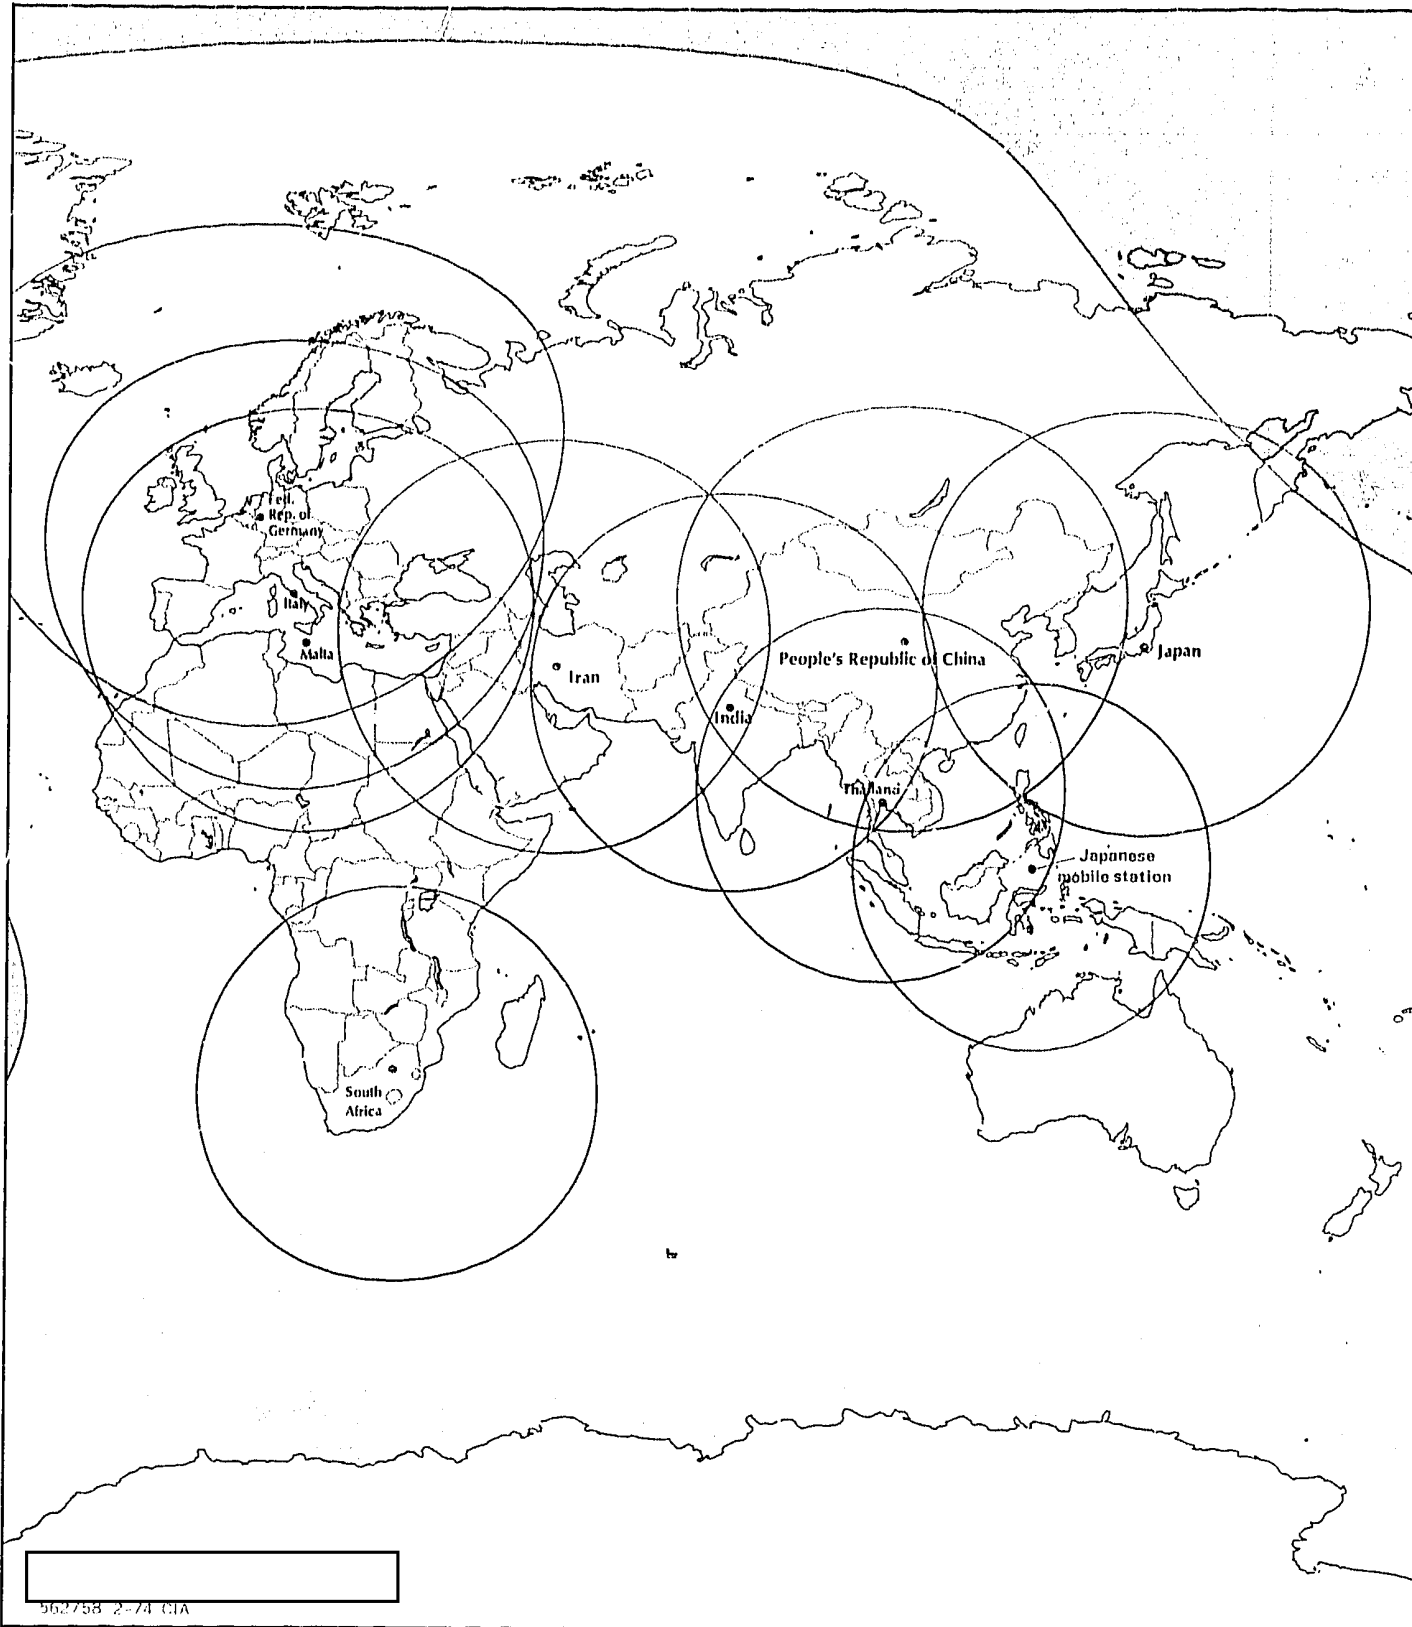 Fed.
Rep. of
Germany
Italy
Malta
Iran
People's Republic of China
India
Japan
Thailand
Japanese
mobile station
South
Africa
562758 2-74 CIA